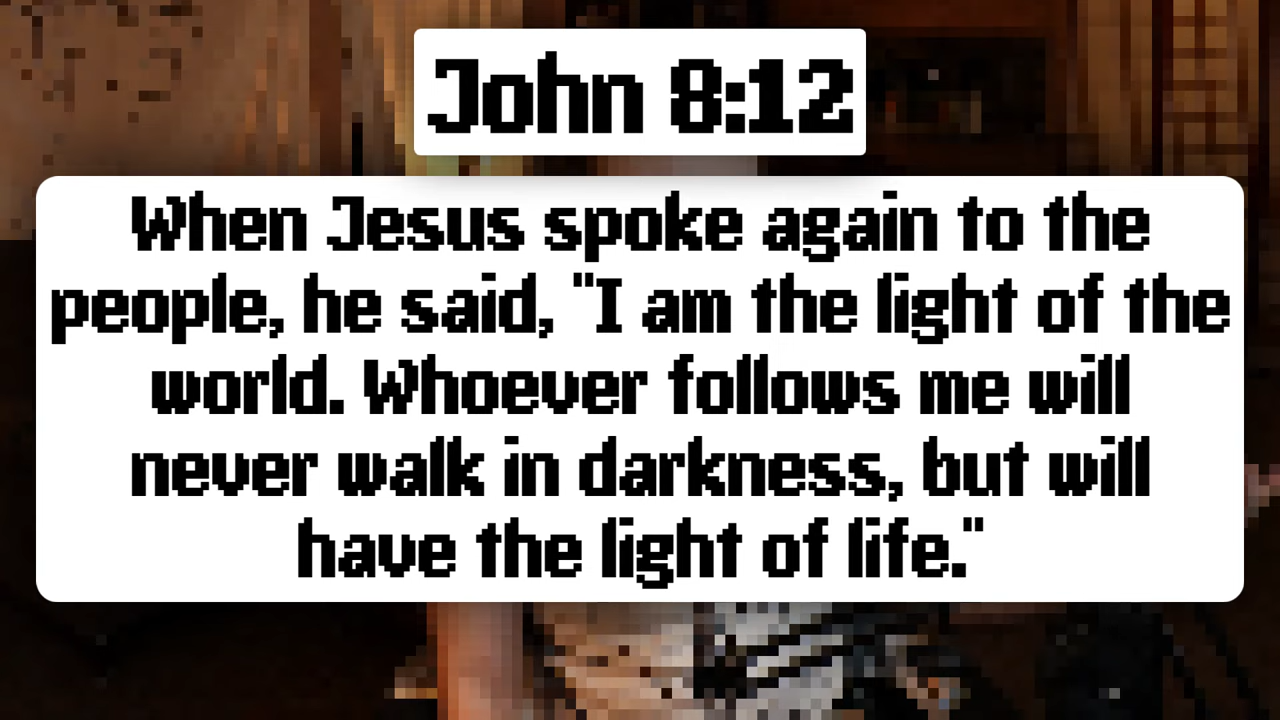 John 8:12
When Jesus spoke again to the
people, he said, "I am the light of the
world. Whoever follows me will
never walk in darkness, but will
have the light of life."